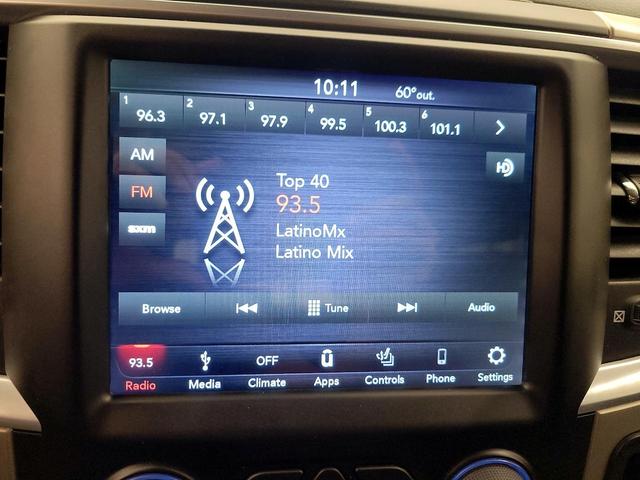 10:11 60°out.
1 96.3 2 97.1 3 97.9 4 99.5 5 100.3 6 101.1
AM
HD
FM
sxm
Top 40
93.5
LatinoMx
Latino Mix
Browse Tune Audio
93.5 OFF
Radio Media Climate Apps Controls Phone Settings